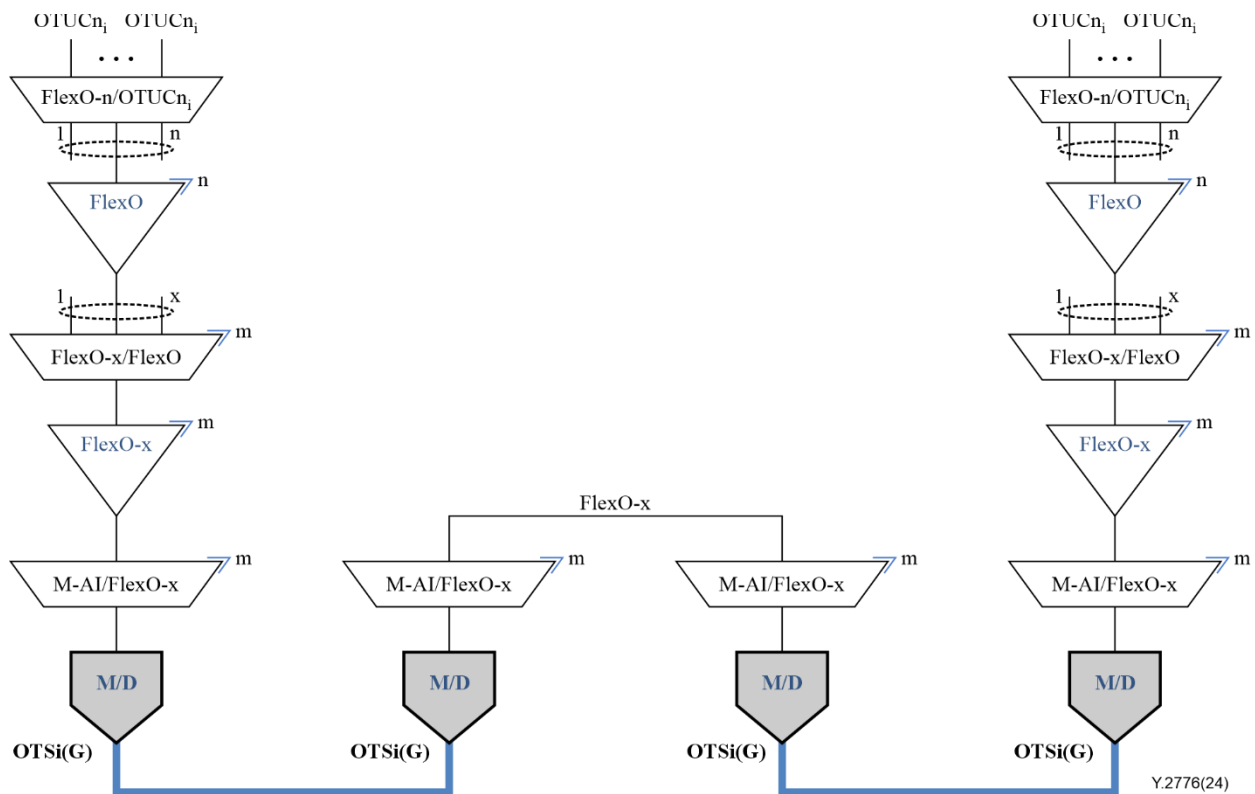 OTUCnᵢ OTUCnᵢ OTUCnᵢ OTUCnᵢ
• • • • • •
FlexO-n/OTUCnᵢ FlexO-n/OTUCnᵢ
1 n 1 n
FlexO n FlexO n
1 x 1 x
FlexO-x/FlexO m FlexO-x/FlexO m
FlexO-x m FlexO-x m
FlexO-x
M-AI/FlexO-x m M-AI/FlexO-x m M-AI/FlexO-x m M-AI/FlexO-x m
M/D M/D M/D M/D
OTSi(G) OTSi(G) OTSi(G) OTSi(G)
Y.2776(24)